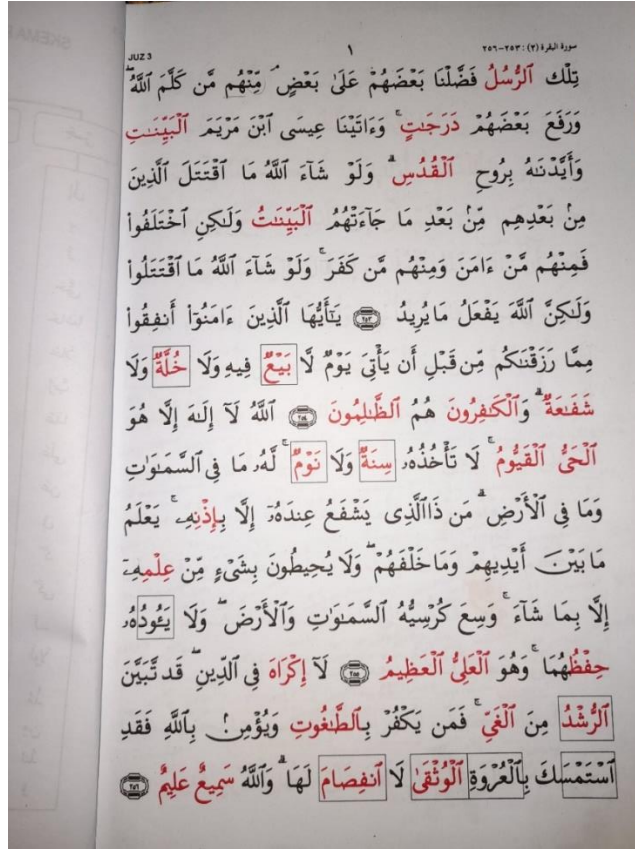 JUZ 3 ١ سورة البقرة (٢) : ٢٥٣-٢٥٦
تِلْكَ ٱلرُّسُلُ فَضَّلْنَا بَعْضَهُمْ عَلَىٰ بَعْضٍ ۘ مِّنْهُم مَّن كَلَّمَ ٱللَّهُ ۖ
وَرَفَعَ بَعْضَهُمْ دَرَجَٰتٍ ۚ وَءَاتَيْنَا عِيسَى ٱبْنَ مَرْيَمَ ٱلْبَيِّنَٰتِ
وَأَيَّدْنَٰهُ بِرُوحِ ٱلْقُدُسِ ۗ وَلَوْ شَآءَ ٱللَّهُ مَا ٱقْتَتَلَ ٱلَّذِينَ
مِنۢ بَعْدِهِم مِّنۢ بَعْدِ مَا جَآءَتْهُمُ ٱلْبَيِّنَٰتُ وَلَٰكِنِ ٱخْتَلَفُوا۟
فَمِنْهُم مَّنْ ءَامَنَ وَمِنْهُم مَّن كَفَرَ ۚ وَلَوْ شَآءَ ٱللَّهُ مَا ٱقْتَتَلُوا۟
وَلَٰكِنَّ ٱللَّهَ يَفْعَلُ مَا يُرِيدُ ٢٥٣ يَٰٓأَيُّهَا ٱلَّذِينَ ءَامَنُوٓا۟ أَنفِقُوا۟
مِمَّا رَزَقْنَٰكُم مِّن قَبْلِ أَن يَأْتِىَ يَوْمٌ لَّا بَيْعٌ فِيهِ وَلَا خُلَّةٌ وَلَا
شَفَٰعَةٌ ۗ وَٱلْكَٰفِرُونَ هُمُ ٱلظَّٰلِمُونَ ٢٥٤ ٱللَّهُ لَآ إِلَٰهَ إِلَّا هُوَ
ٱلْحَىُّ ٱلْقَيُّومُ ۚ لَا تَأْخُذُهُۥ سِنَةٌ وَلَا نَوْمٌ ۚ لَّهُۥ مَا فِى ٱلسَّمَٰوَٰتِ
وَمَا فِى ٱلْأَرْضِ ۗ مَن ذَا ٱلَّذِى يَشْفَعُ عِندَهُۥٓ إِلَّا بِإِذْنِهِۦ ۚ يَعْلَمُ
مَا بَيْنَ أَيْدِيهِمْ وَمَا خَلْفَهُمْ ۖ وَلَا يُحِيطُونَ بِشَىْءٍ مِّنْ عِلْمِهِۦٓ
إِلَّا بِمَا شَآءَ ۚ وَسِعَ كُرْسِيُّهُ ٱلسَّمَٰوَٰتِ وَٱلْأَرْضَ ۖ وَلَا يَـُٔودُهُۥ
حِفْظُهُمَا ۚ وَهُوَ ٱلْعَلِىُّ ٱلْعَظِيمُ ٢٥٥ لَآ إِكْرَاهَ فِى ٱلدِّينِ ۖ قَد تَّبَيَّنَ
ٱلرُّشْدُ مِنَ ٱلْغَىِّ ۚ فَمَن يَكْفُرْ بِٱلطَّٰغُوتِ وَيُؤْمِنۢ بِٱللَّهِ فَقَدِ
ٱسْتَمْسَكَ بِٱلْعُرْوَةِ ٱلْوُثْقَىٰ لَا ٱنفِصَامَ لَهَا ۗ وَٱللَّهُ سَمِيعٌ عَلِيمٌ ٢٥٦